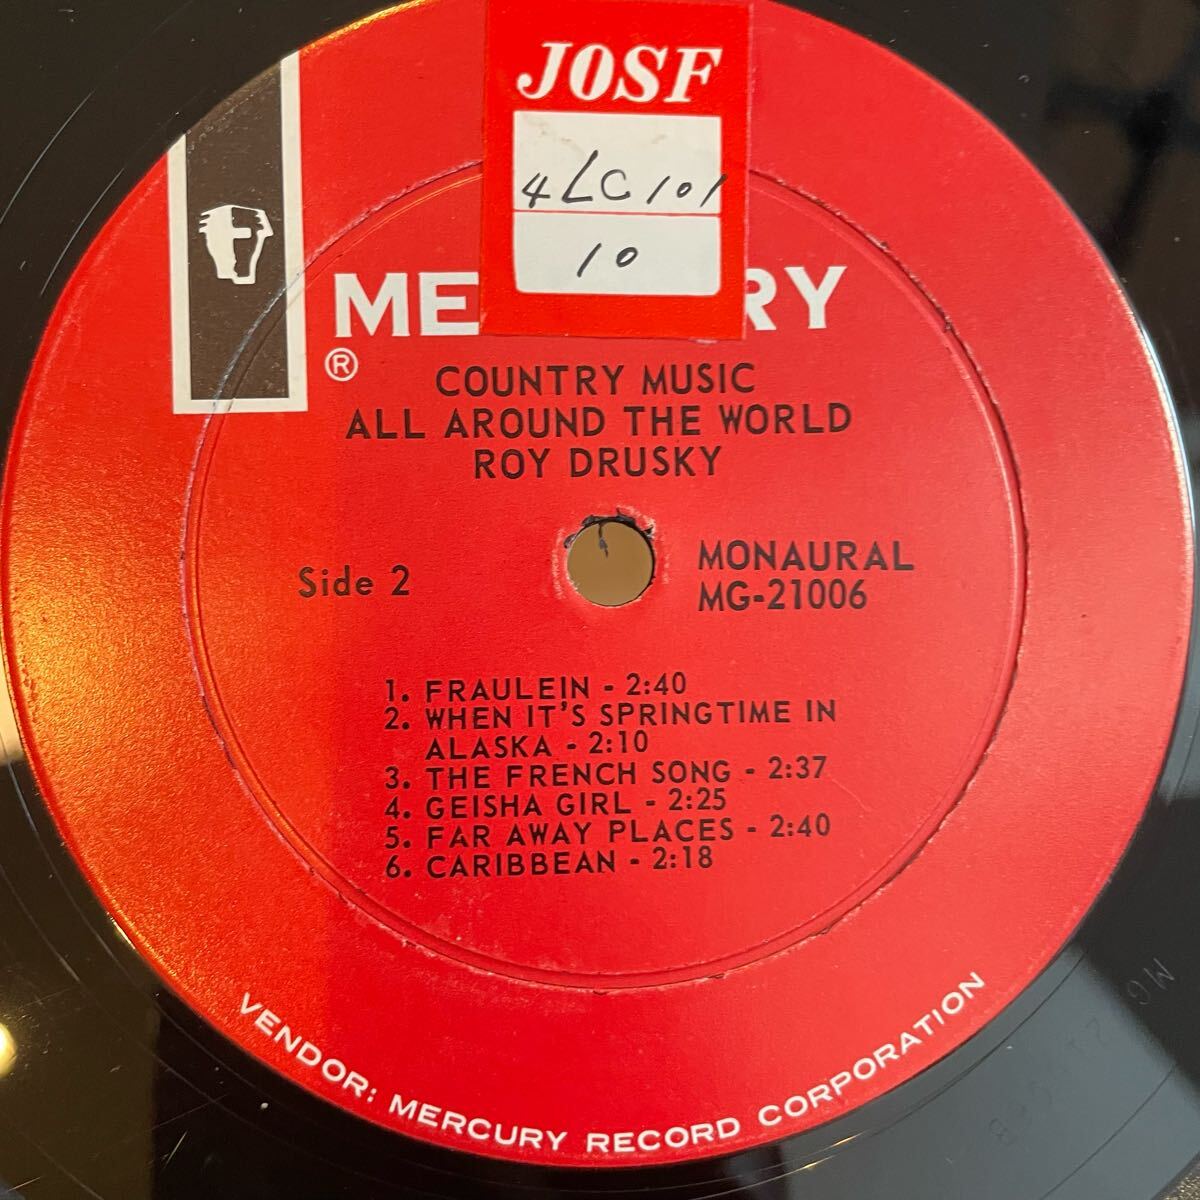 JOSF
4LC101
10
ME RY
®
COUNTRY MUSIC
ALL AROUND THE WORLD
ROY DRUSKY
Side 2
MONAURAL
MG-21006
1. FRAULEIN - 2:40
2. WHEN IT'S SPRINGTIME IN
ALASKA - 2:10
3. THE FRENCH SONG - 2:37
4. GEISHA GIRL - 2:25
5. FAR AWAY PLACES - 2:40
6. CARIBBEAN - 2:18
VENDOR: MERCURY RECORD CORPORATION